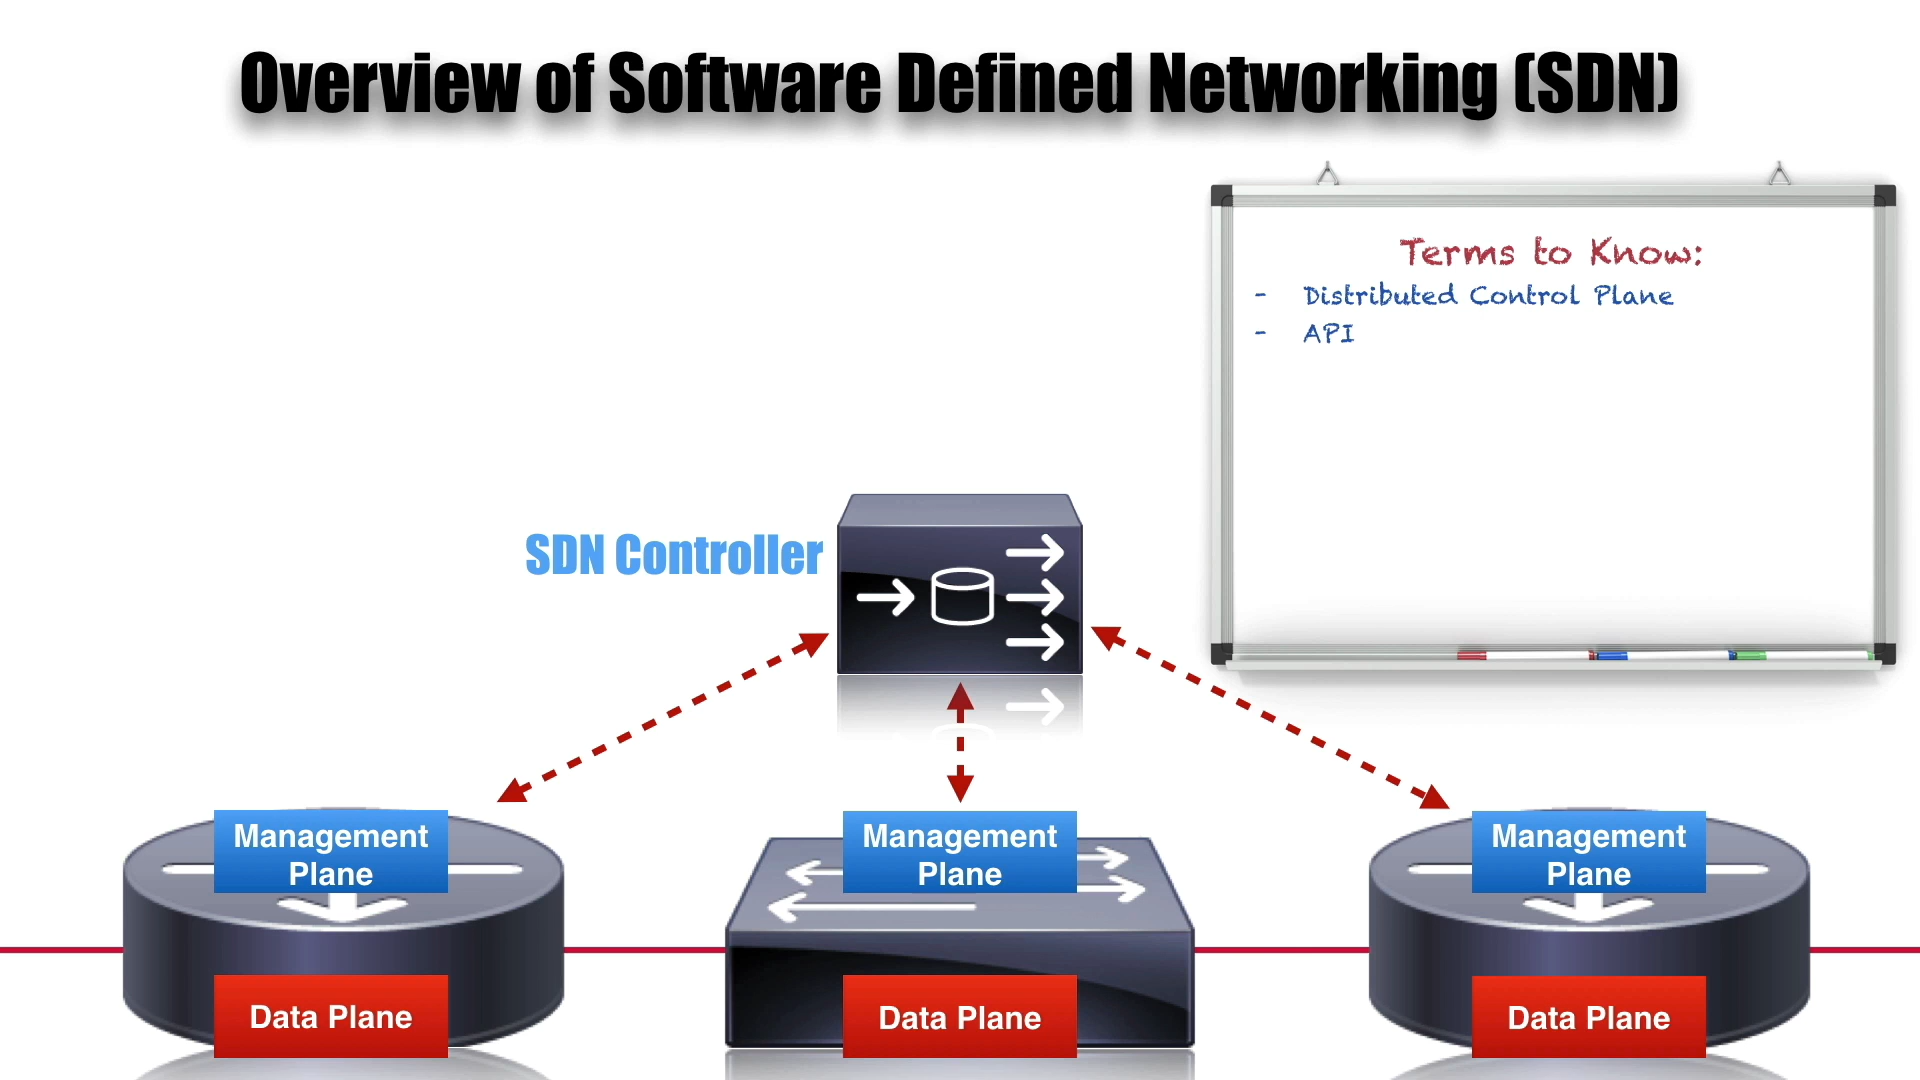 Overview of Software Defined Networking (SDN)
Terms to Know:
- Distributed Control Plane
- API
SDN Controller
Management
Plane
Management
Plane
Management
Plane
Data Plane
Data Plane
Data Plane